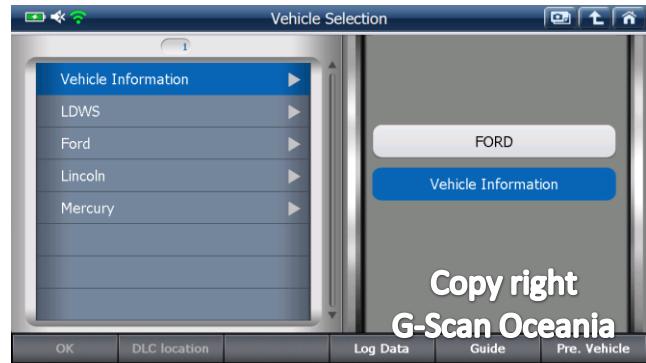 Vehicle Selection
1
Vehicle Information
LDWS
Ford
Lincoln
Mercury
FORD
Vehicle Information
Copy right
G-Scan Oceania
OK DLC location Log Data Guide Pre. Vehicle